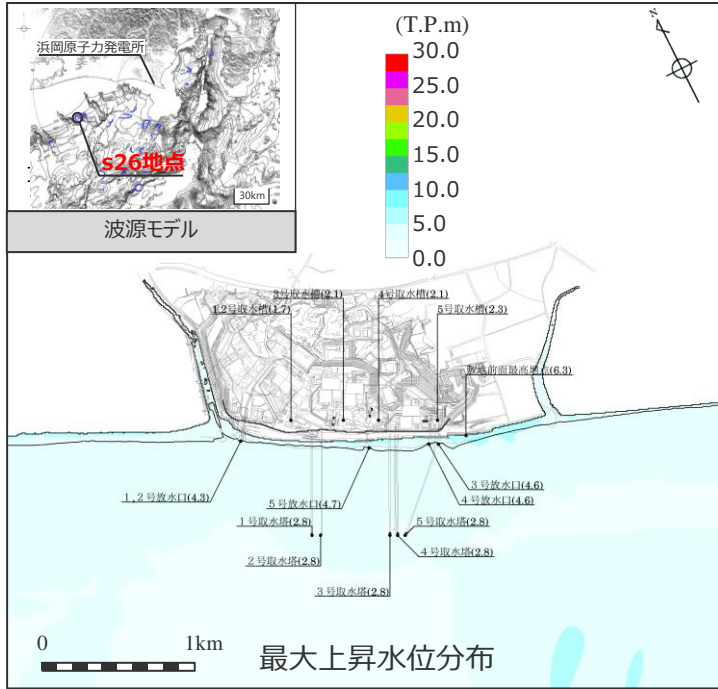 浜岡原子力発電所
s26地点
30km
波源モデル
(T.P.m)
30.0
25.0
20.0
15.0
10.0
5.0
0.0
N
3号取水槽(2.1)
4号取水槽(2.1)
1,2号取水槽(1.7)
5号取水槽(2.3)
敷地前面最高地点(6.3)
3号放水口(4.6)
1,2号放水口(4.3)
5号放水口(4.7)
4号放水口(4.6)
1号取水塔(2.8)
5号取水塔(2.8)
2号取水塔(2.8)
4号取水塔(2.8)
3号取水塔(2.8)
0
1km
最大上昇水位分布